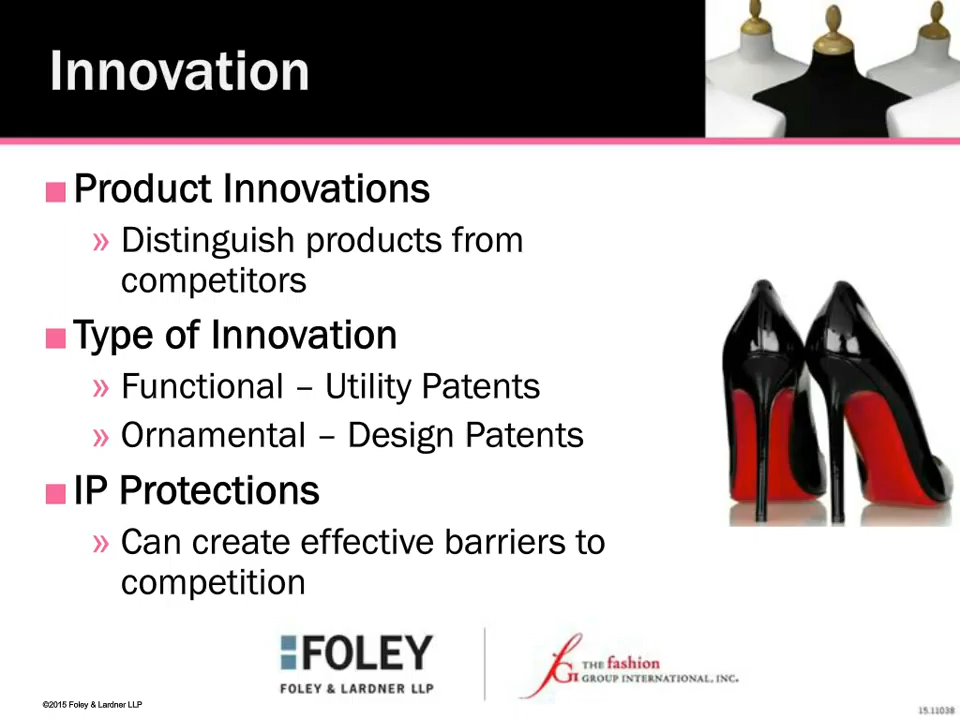 Innovation
Product Innovations
» Distinguish products from
competitors
Type of Innovation
» Functional – Utility Patents
» Ornamental – Design Patents
IP Protections
» Can create effective barriers to
competition
FOLEY
FOLEY & LARDNER LLP
THE fashion
GROUP INTERNATIONAL, INC.
©2015 Foley & Lardner LLP
15.11038